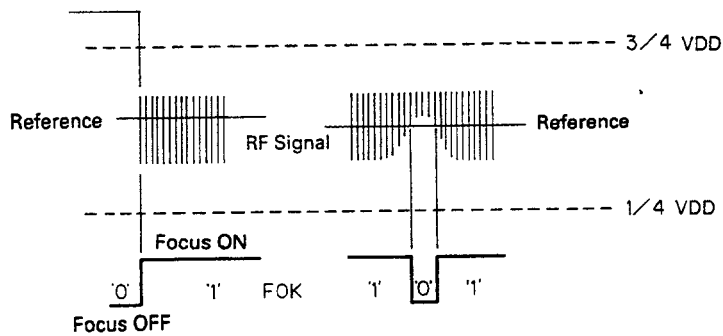 3/4 VDD
Reference
RF Signal
Reference
1/4 VDD
Focus ON
'0' '1' FOK '1' '0' '1'
Focus OFF